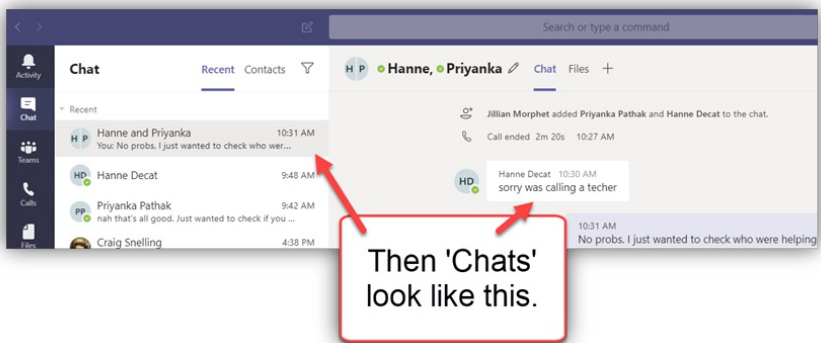 Search or type a command
Activity
Chat
Teams
Calls
Files
Chat
Recent Contacts
Recent
H P
Hanne and Priyanka 10:31 AM
You: No probs. I just wanted to check who wer...
HD
Hanne Decat 9:48 AM
PP
Priyanka Pathak 9:42 AM
nah that's all good. Just wanted to check if you ...
Craig Snelling 4:38 PM
H P Hanne, Priyanka Chat Files +
Jillian Morphet added Priyanka Pathak and Hanne Decat to the chat.
Call ended 2m 20s 10:27 AM
HD
Hanne Decat 10:30 AM
sorry was calling a techer
10:31 AM
No probs. I just wanted to check who were helping
Then 'Chats'
look like this.